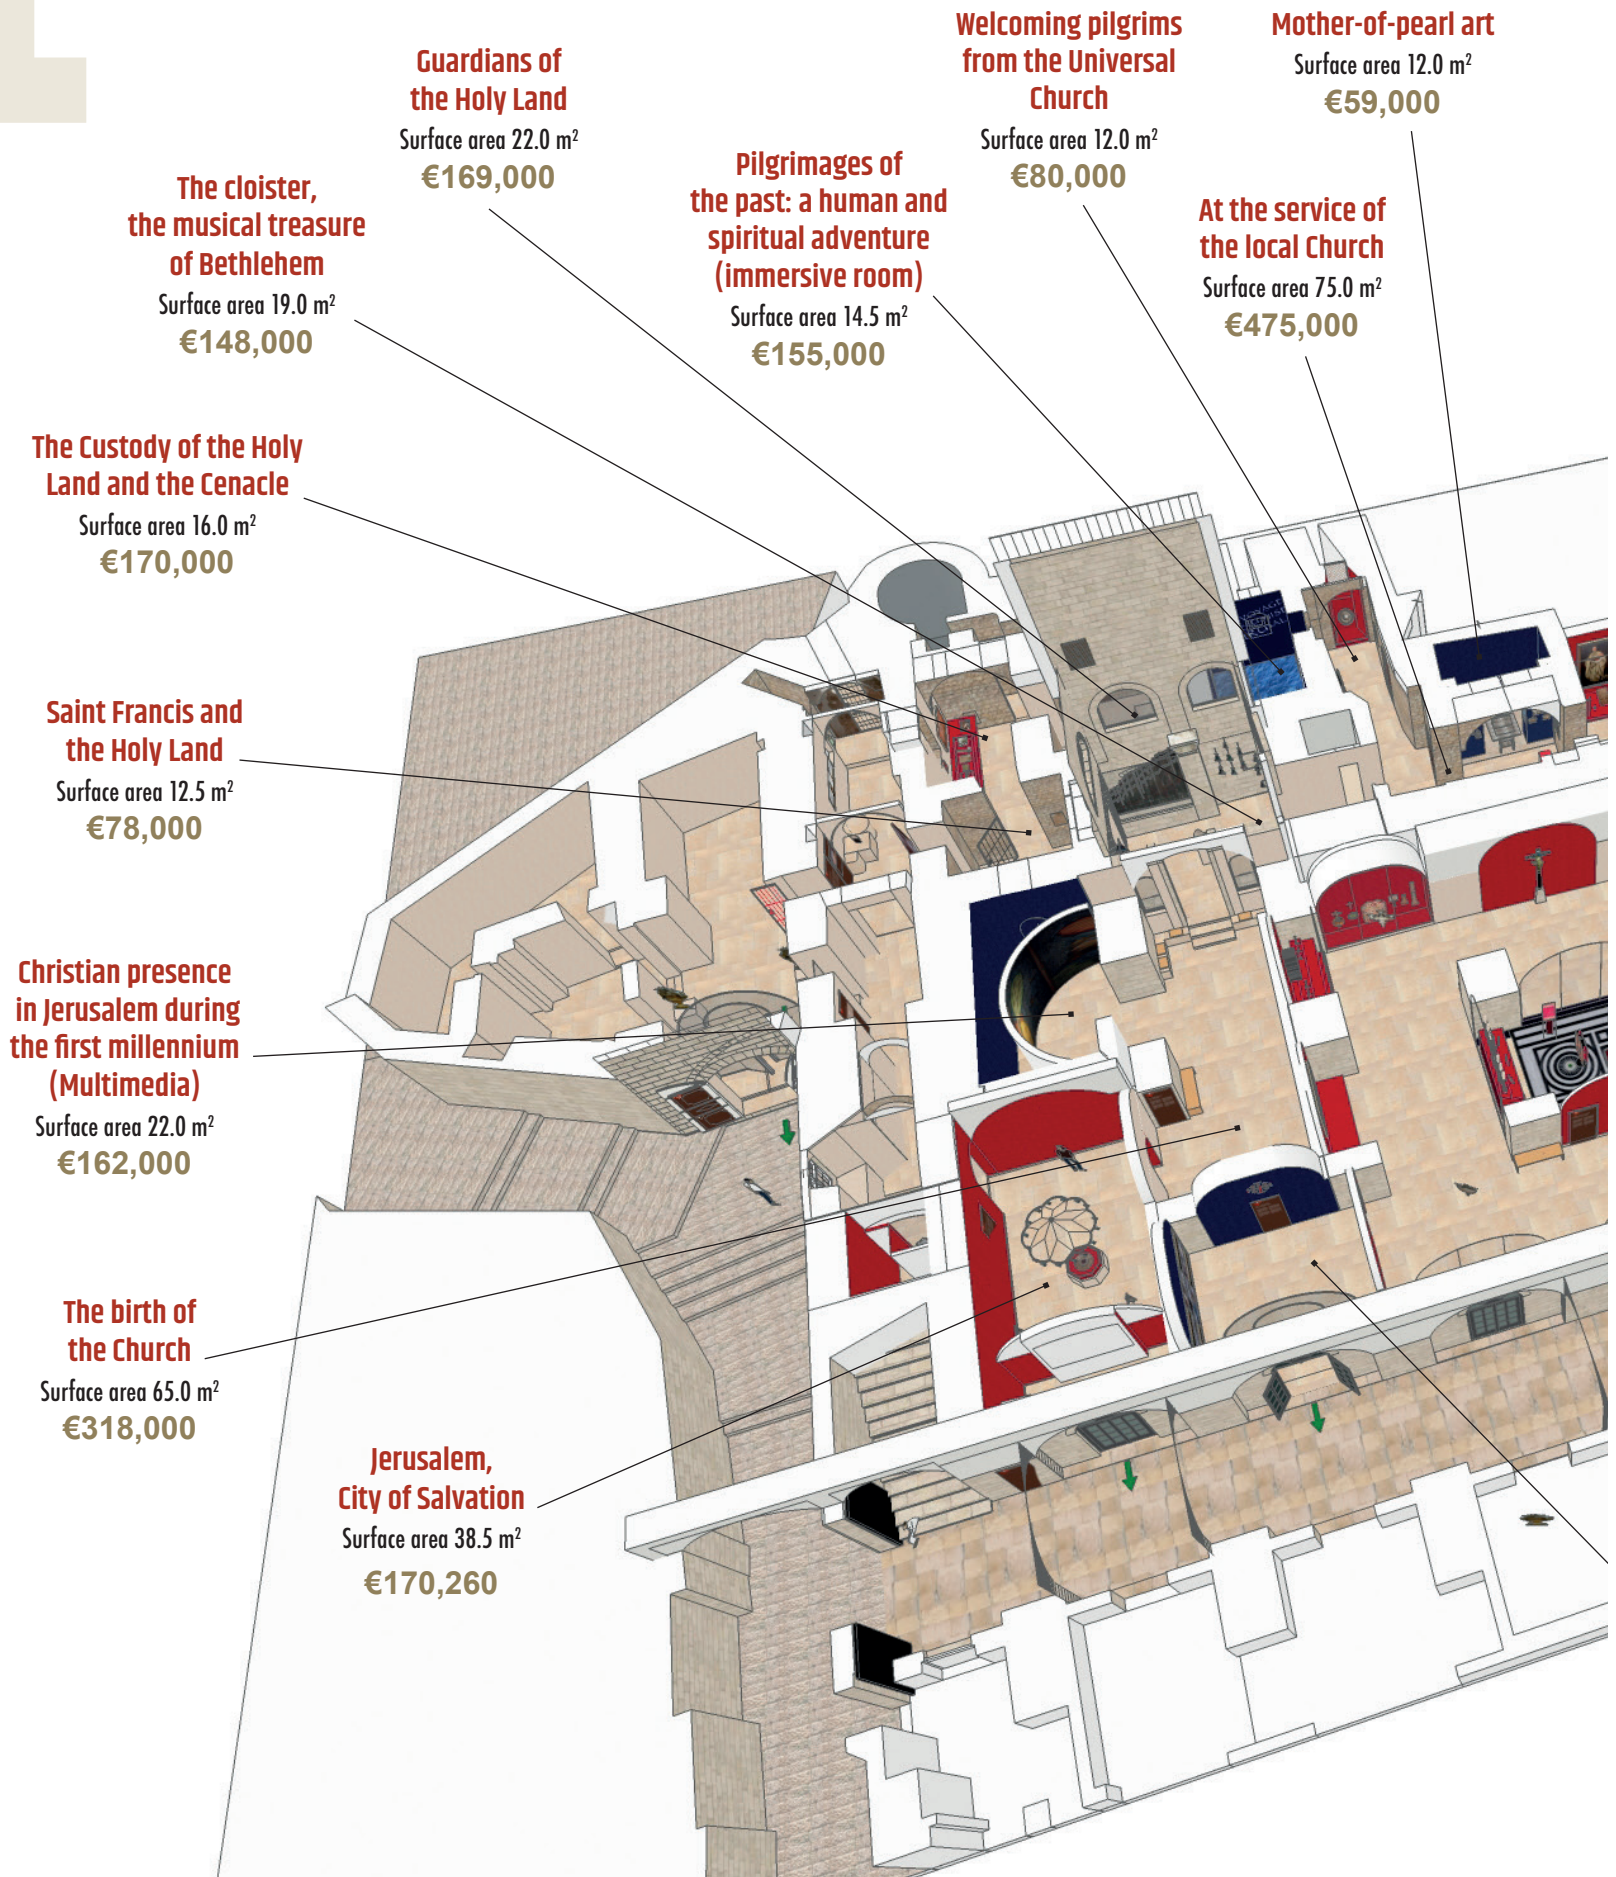 Welcoming pilgrims
from the Universal
Church
Surface area 12.0 m²
€80,000
Mother-of-pearl art
Surface area 12.0 m²
€59,000
Guardians of
the Holy Land
Surface area 22.0 m²
€169,000
Pilgrimages of
the past: a human and
spiritual adventure
(immersive room)
Surface area 14.5 m²
€155,000
The cloister,
the musical treasure
of Bethlehem
Surface area 19.0 m²
€148,000
At the service of
the local Church
Surface area 75.0 m²
€475,000
The Custody of the Holy
Land and the Cenacle
Surface area 16.0 m²
€170,000
Saint Francis and
the Holy Land
Surface area 12.5 m²
€78,000
Christian presence
in Jerusalem during
the first millennium
(Multimedia)
Surface area 22.0 m²
€162,000
The birth of
the Church
Surface area 65.0 m²
€318,000
Jerusalem,
City of Salvation
Surface area 38.5 m²
€170,260